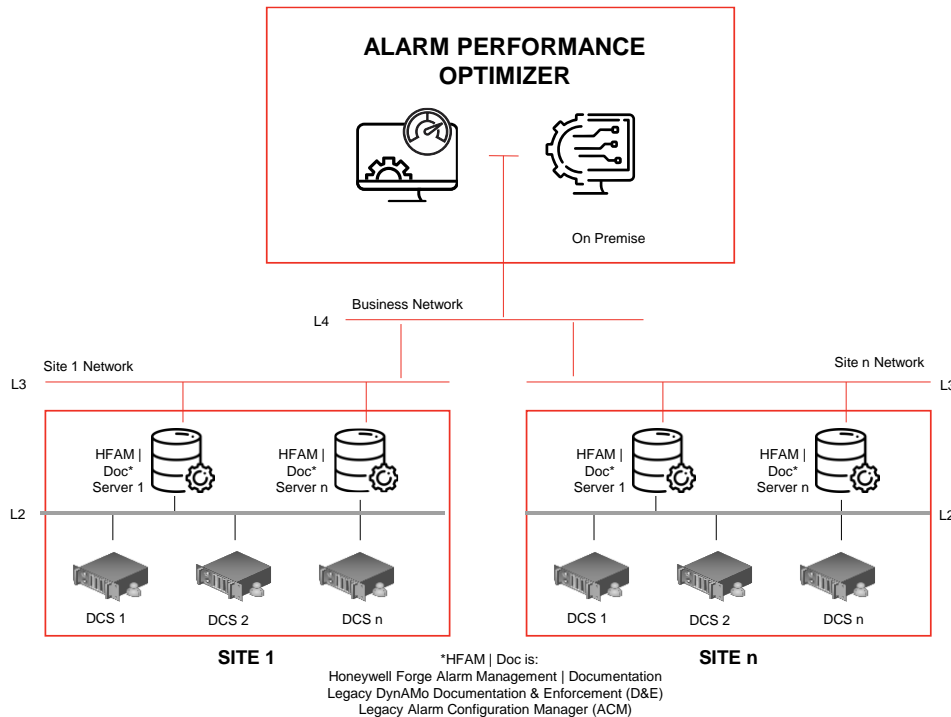 ALARM PERFORMANCE
OPTIMIZER
On Premise
Business Network
L4
Site 1 Network
Site n Network
L3
L3
HFAM |
Doc*
Server 1
HFAM |
Doc*
Server n
HFAM |
Doc*
Server 1
HFAM |
Doc*
Server n
L2
L2
DCS 1
DCS 2
DCS n
DCS 1
DCS 2
DCS n
SITE 1
SITE n
*HFAM | Doc is:
Honeywell Forge Alarm Management | Documentation
Legacy DynAMo Documentation & Enforcement (D&E)
Legacy Alarm Configuration Manager (ACM)